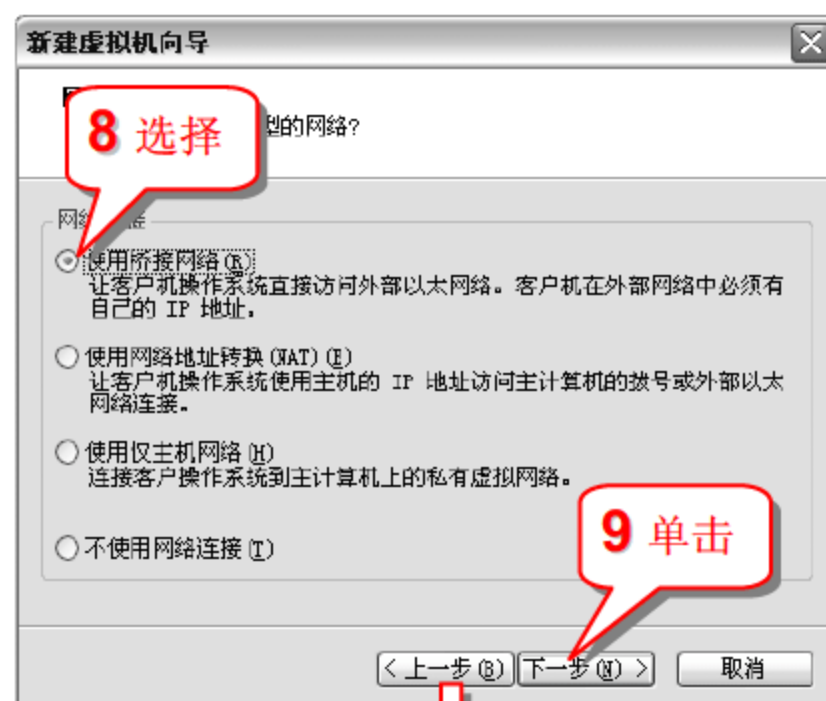 新建虚拟机向导
8 选择
型的网络?
使用桥接网络(R)
让客户机操作系统直接访问外部以太网络。客户机在外部网络中必须有
自己的 IP 地址.
使用网络地址转换(NAT)(E)
让客户机操作系统使用主机的 IP 地址访问主计算机的拨号或外部以太
网络连接。
使用仅主机网络(H)
连接客户操作系统到主计算机上的私有虚拟网络。
9 单击
不使用网络连接(T)
< 上一步(B) 下一步(N) > 取消